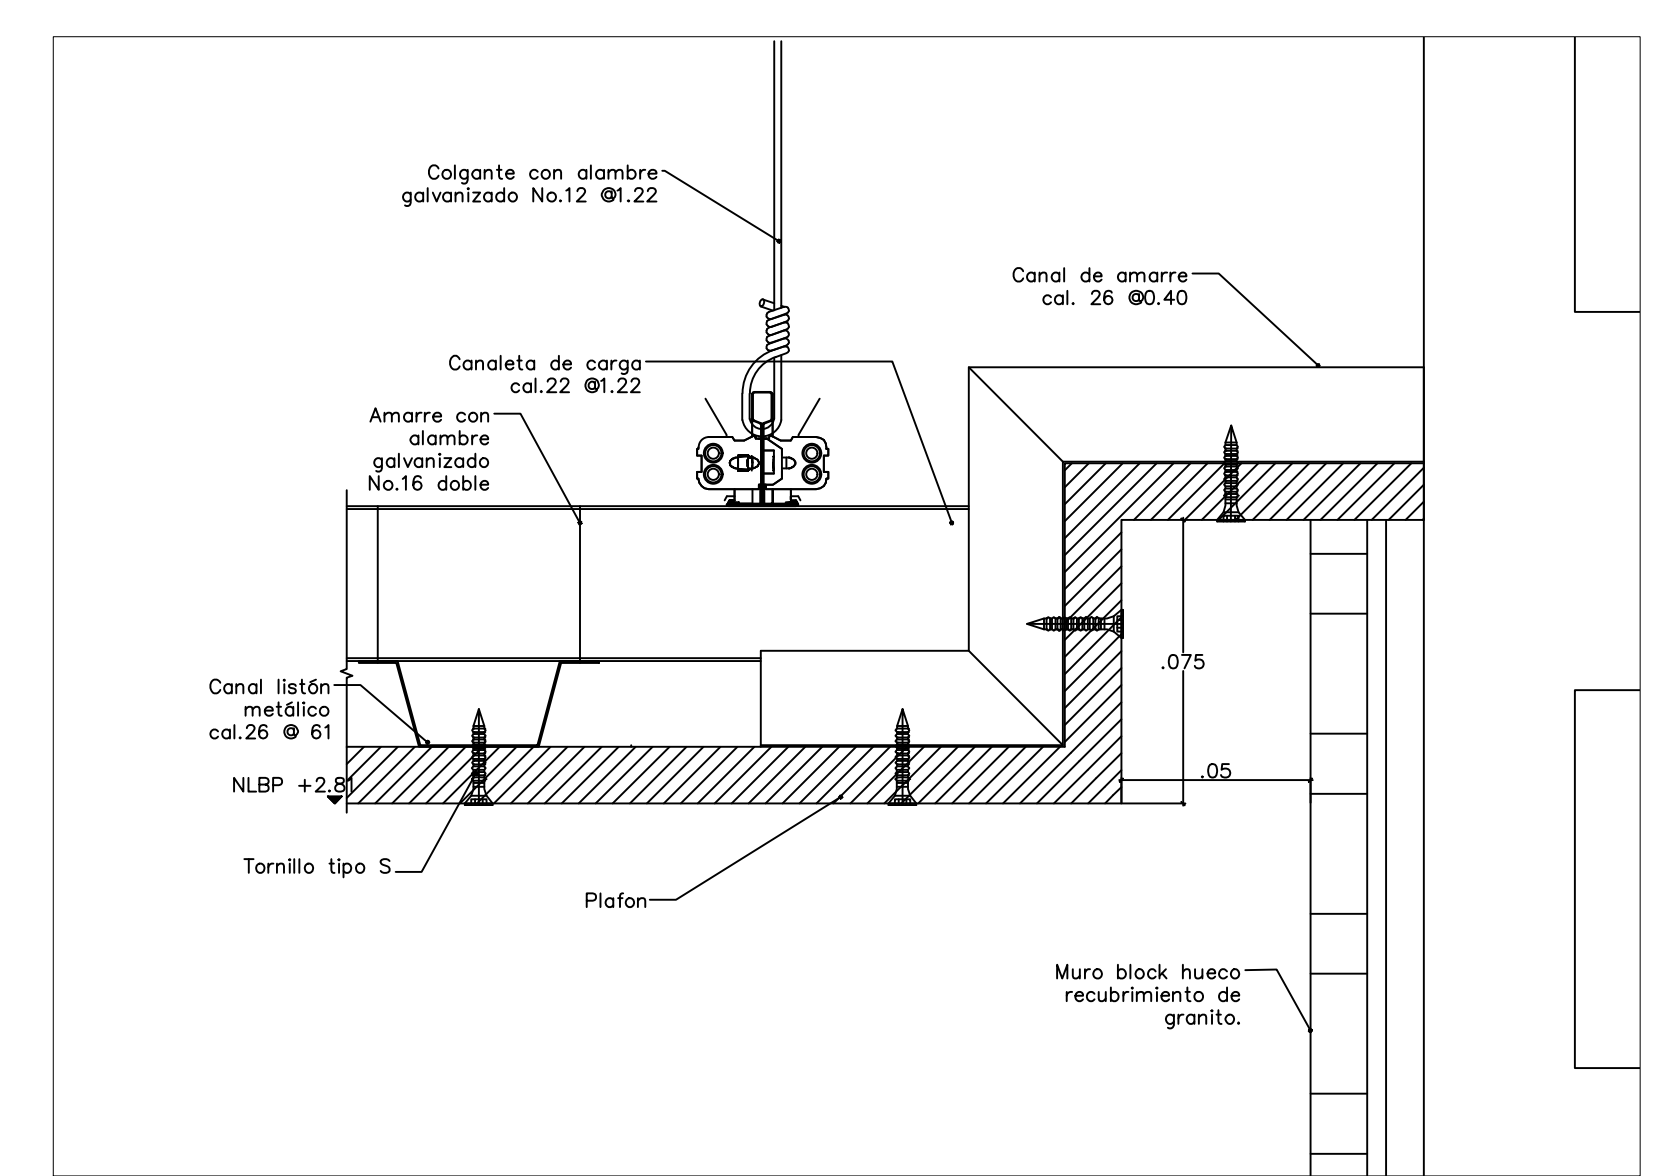 Colgante con alambre
galvanizado No.12 @1.22
Canal de amarre
cal. 26 @0.40
Canaleta de carga
cal.22 @1.22
Amarre con
alambre
galvanizado
No.16 doble
.075
Canal listón
metálico
cal.26 @ 61
.05
NLBP +2.81
Tornillo tipo S
Plafon
Muro block hueco
recubrimiento de
granito.